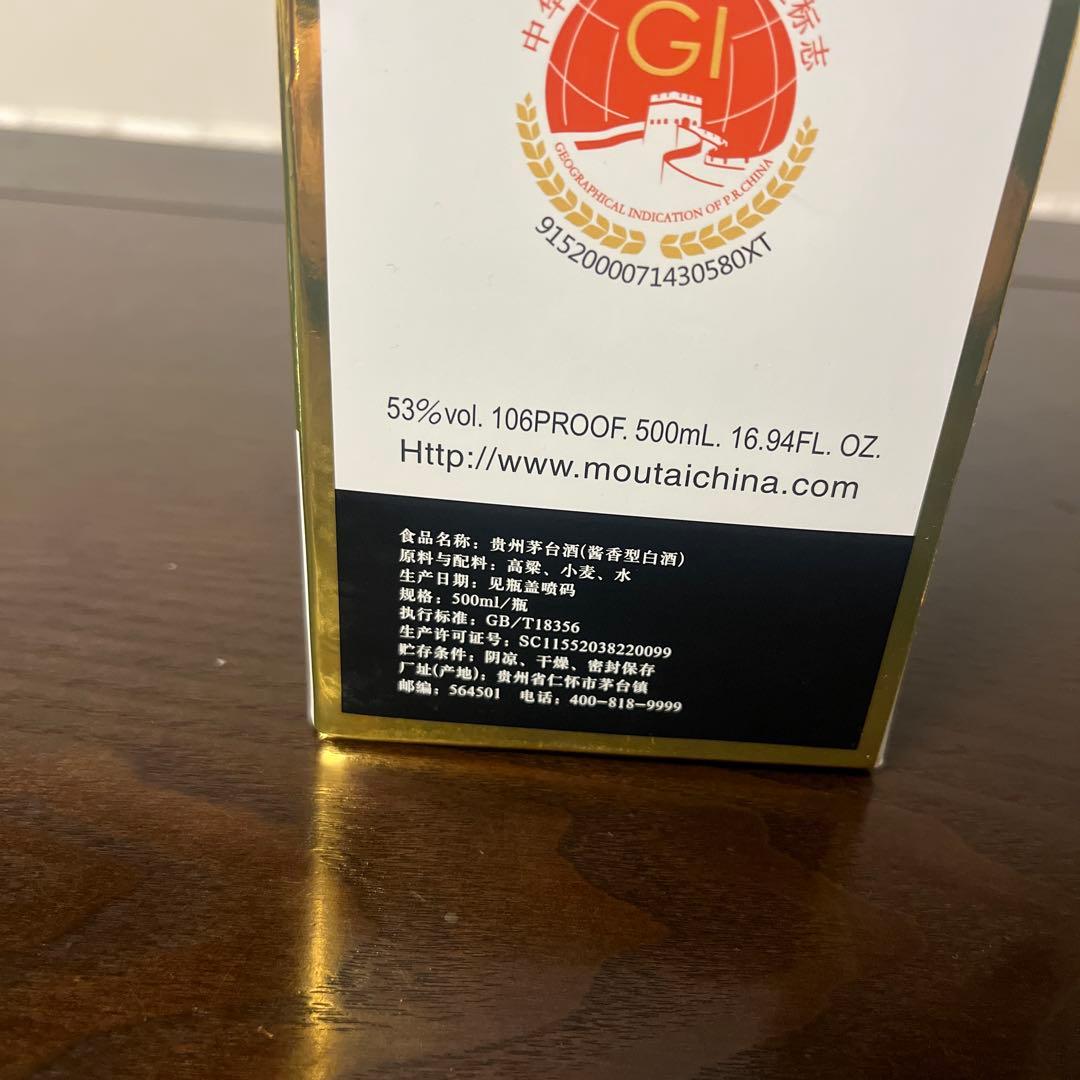 中华
标志
GI
GEOGRAPHICAL INDICATION OF P.R.CHINA
9152000071430580XT
53%vol. 106PROOF. 500mL. 16.94FL. OZ.
Http://www.moutaichina.com
食品名称：贵州茅台酒(酱香型白酒)
原料与配料：高粱、小麦、水
生产日期：见瓶盖喷码
规格：500ml/瓶
执行标准：GB/T18356
生产许可证号：SC11552038220099
贮存条件：阴凉、干燥、密封保存
厂址(产地)：贵州省仁怀市茅台镇
邮编：564501 电话：400-818-9999